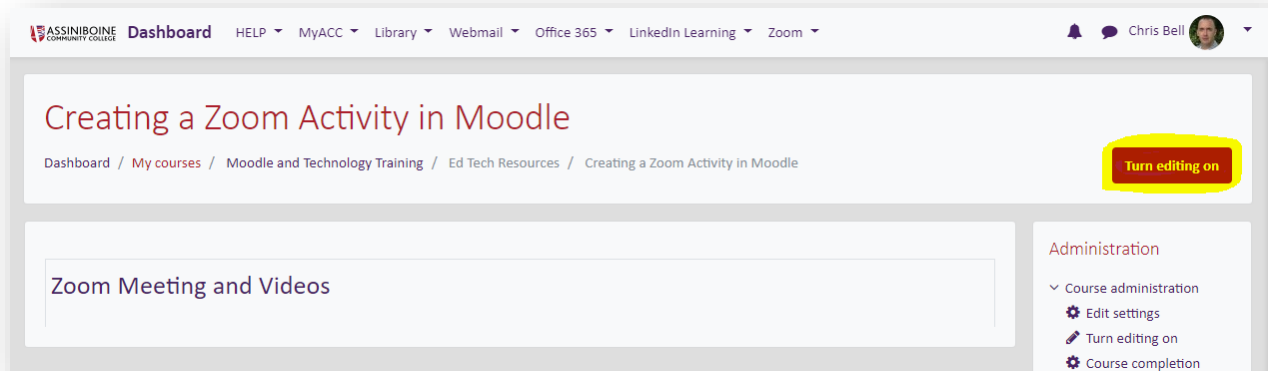 ASSINIBOINE
COMMUNITY COLLEGE
Dashboard HELP MyACC Library Webmail Office 365 LinkedIn Learning Zoom Chris Bell
Creating a Zoom Activity in Moodle
Dashboard / My courses / Moodle and Technology Training / Ed Tech Resources / Creating a Zoom Activity in Moodle
Turn editing on
Zoom Meeting and Videos
Administration
Course administration
Edit settings
Turn editing on
Course completion